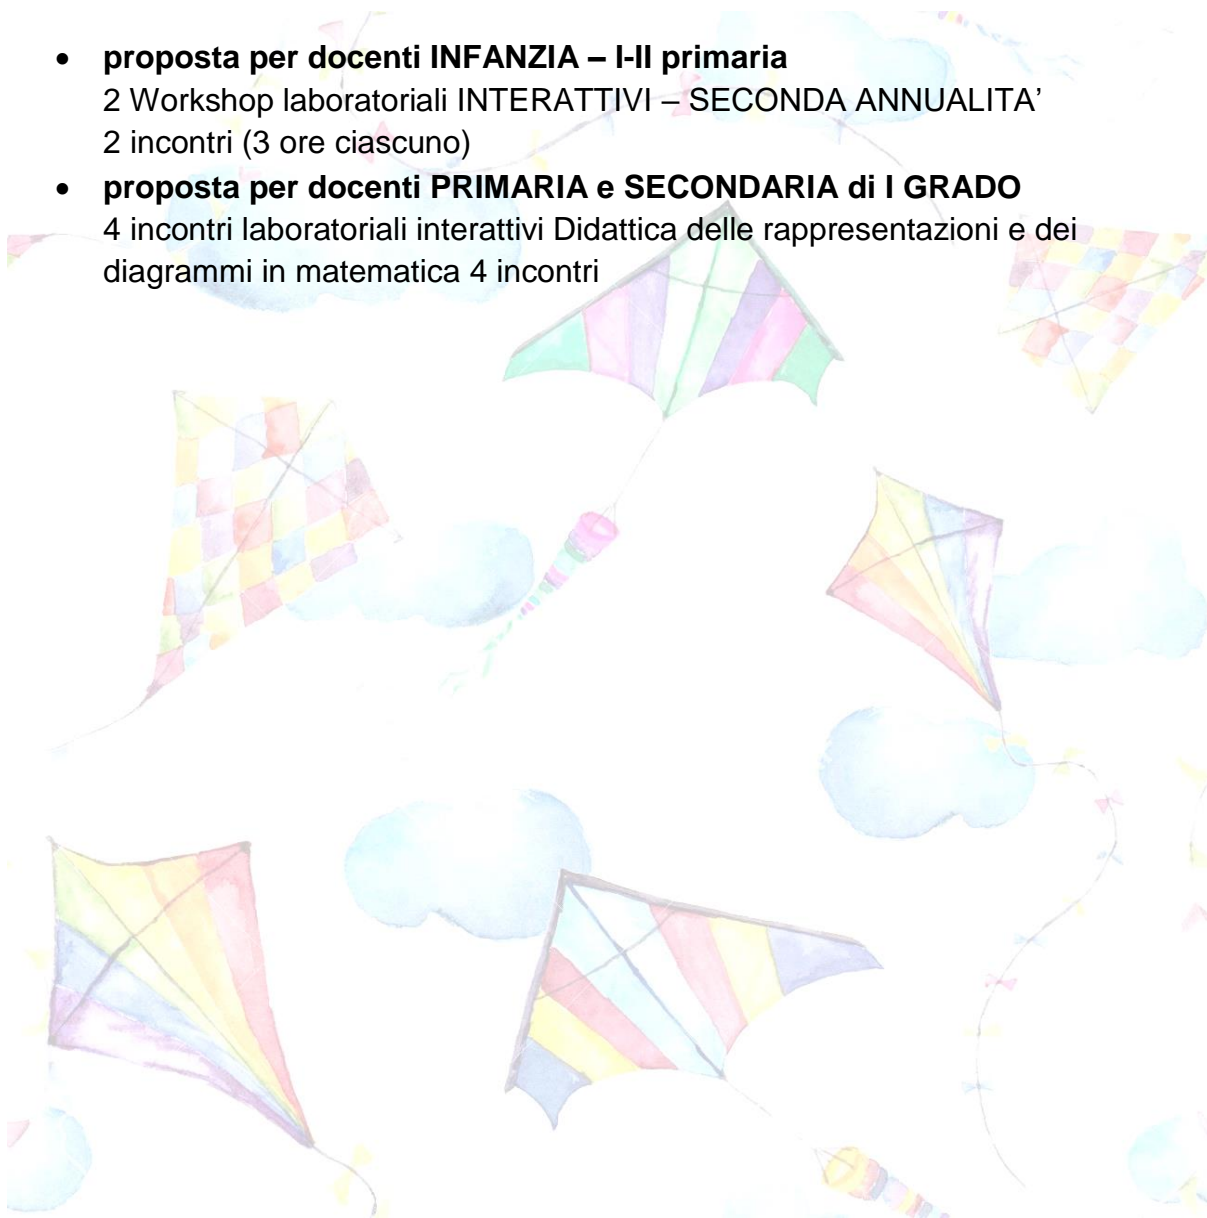 • proposta per docenti INFANZIA – I-II primaria
2 Workshop laboratoriali INTERATTIVI – SECONDA ANNUALITA’
2 incontri (3 ore ciascuno)
• proposta per docenti PRIMARIA e SECONDARIA di I GRADO
4 incontri laboratoriali interattivi Didattica delle rappresentazioni e dei
diagrammi in matematica 4 incontri